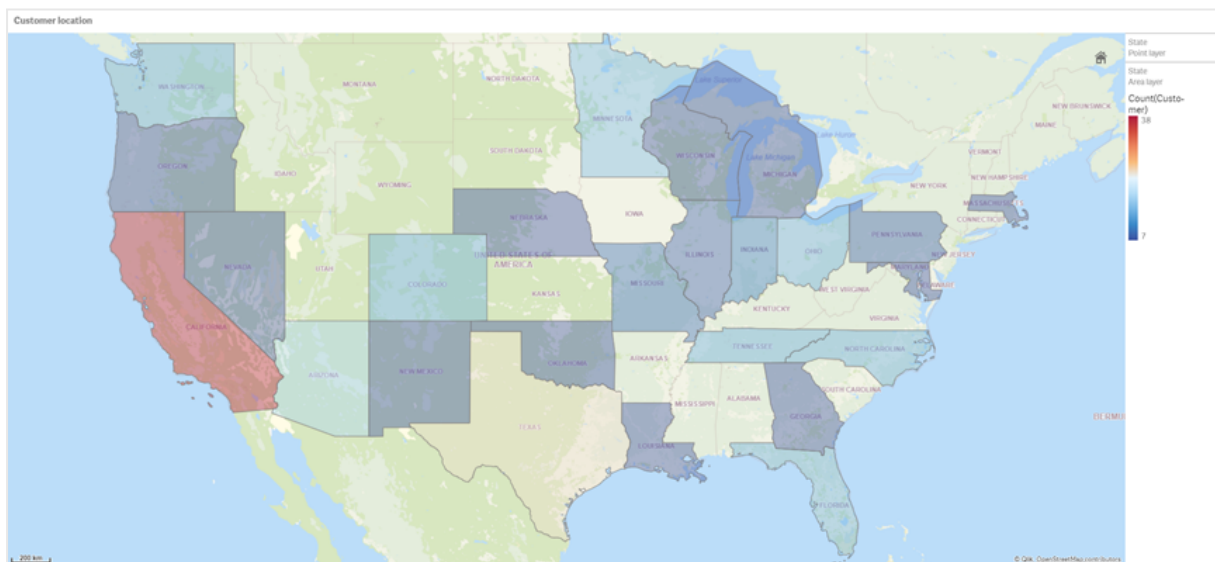 Customer location
State
Point layer
State
Area layer
Count(Custo-
mer)
38
?
WASHINGTON
MONTANA
NORTH DAKOTA
MINNESOTA
Lake Superior
NEW BRUNSWICK
MAINE
OREGON
IDAHO
SOUTH DAKOTA
WISCONSIN
Lake Michigan
MICHIGAN
Lake Huron
VERMONT
NEW HAMPSHIRE
NEW YORK
WYOMING
MASSACHUSETTS
CONNECTICUT
IOWA
NEBRASKA
PENNSYLVANIA
NEW JERSEY
NEVADA
UTAH
UNITED STATES OF
AMERICA
ILLINOIS
INDIANA
OHIO
MARYLAND
DELAWARE
COLORADO
KANSAS
MISSOURI
WEST VIRGINIA
KENTUCKY
VIRGINIA
CALIFORNIA
TENNESSEE
NORTH CAROLINA
ARIZONA
NEW MEXICO
OKLAHOMA
ARKANSAS
SOUTH CAROLINA
MISSISSIPPI
ALABAMA
GEORGIA
TEXAS
LOUISIANA
BERMU
FLORIDA
200 km
© Qlik, OpenStreetMap contributors